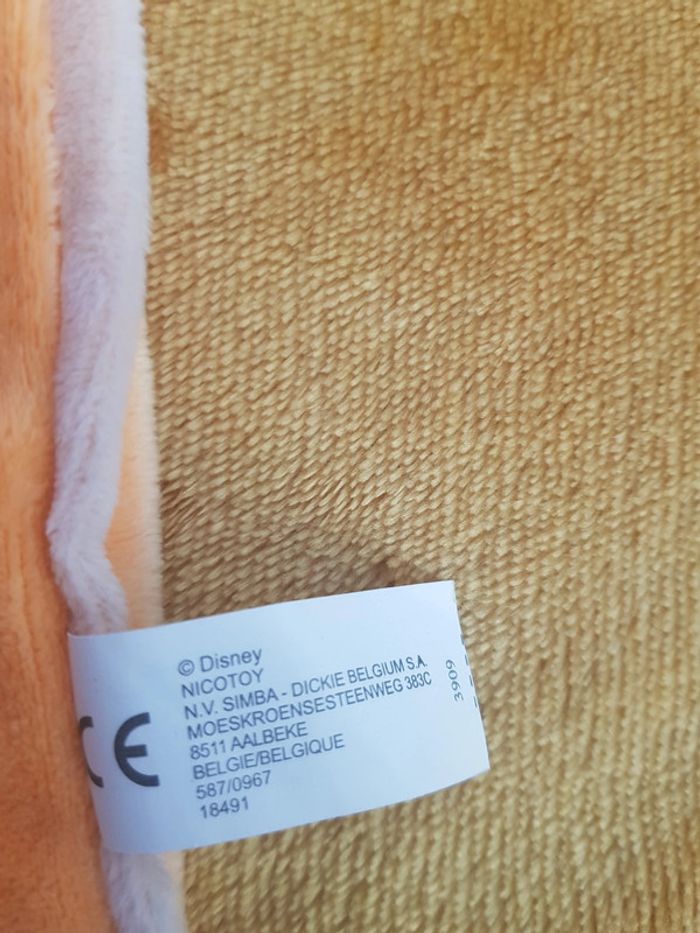 © Disney
NICOTOY
N.V. SIMBA - DICKIE BELGIUM S.A.
MOESKROENSESTEENWEG 383C
8511 AALBEKE
BELGIE/BELGIQUE
587/0967
18491
CE
3909